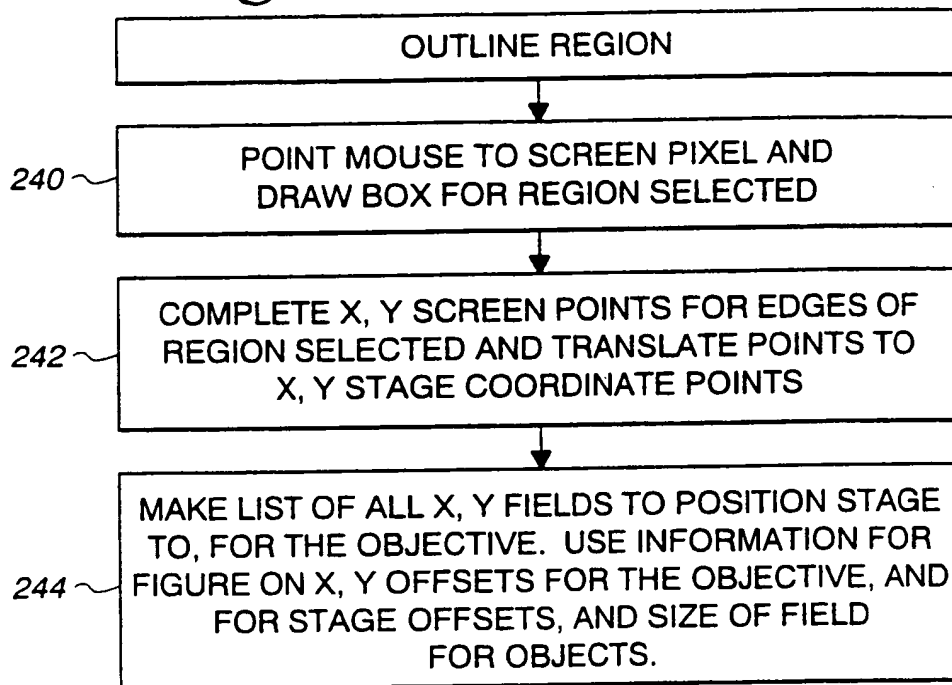 OUTLINE REGION
240
POINT MOUSE TO SCREEN PIXEL AND
DRAW BOX FOR REGION SELECTED
242
COMPLETE X, Y SCREEN POINTS FOR EDGES OF
REGION SELECTED AND TRANSLATE POINTS TO
X, Y STAGE COORDINATE POINTS
244
MAKE LIST OF ALL X, Y FIELDS TO POSITION STAGE
TO, FOR THE OBJECTIVE. USE INFORMATION FOR
FIGURE ON X, Y OFFSETS FOR THE OBJECTIVE, AND
FOR STAGE OFFSETS, AND SIZE OF FIELD
FOR OBJECTS.